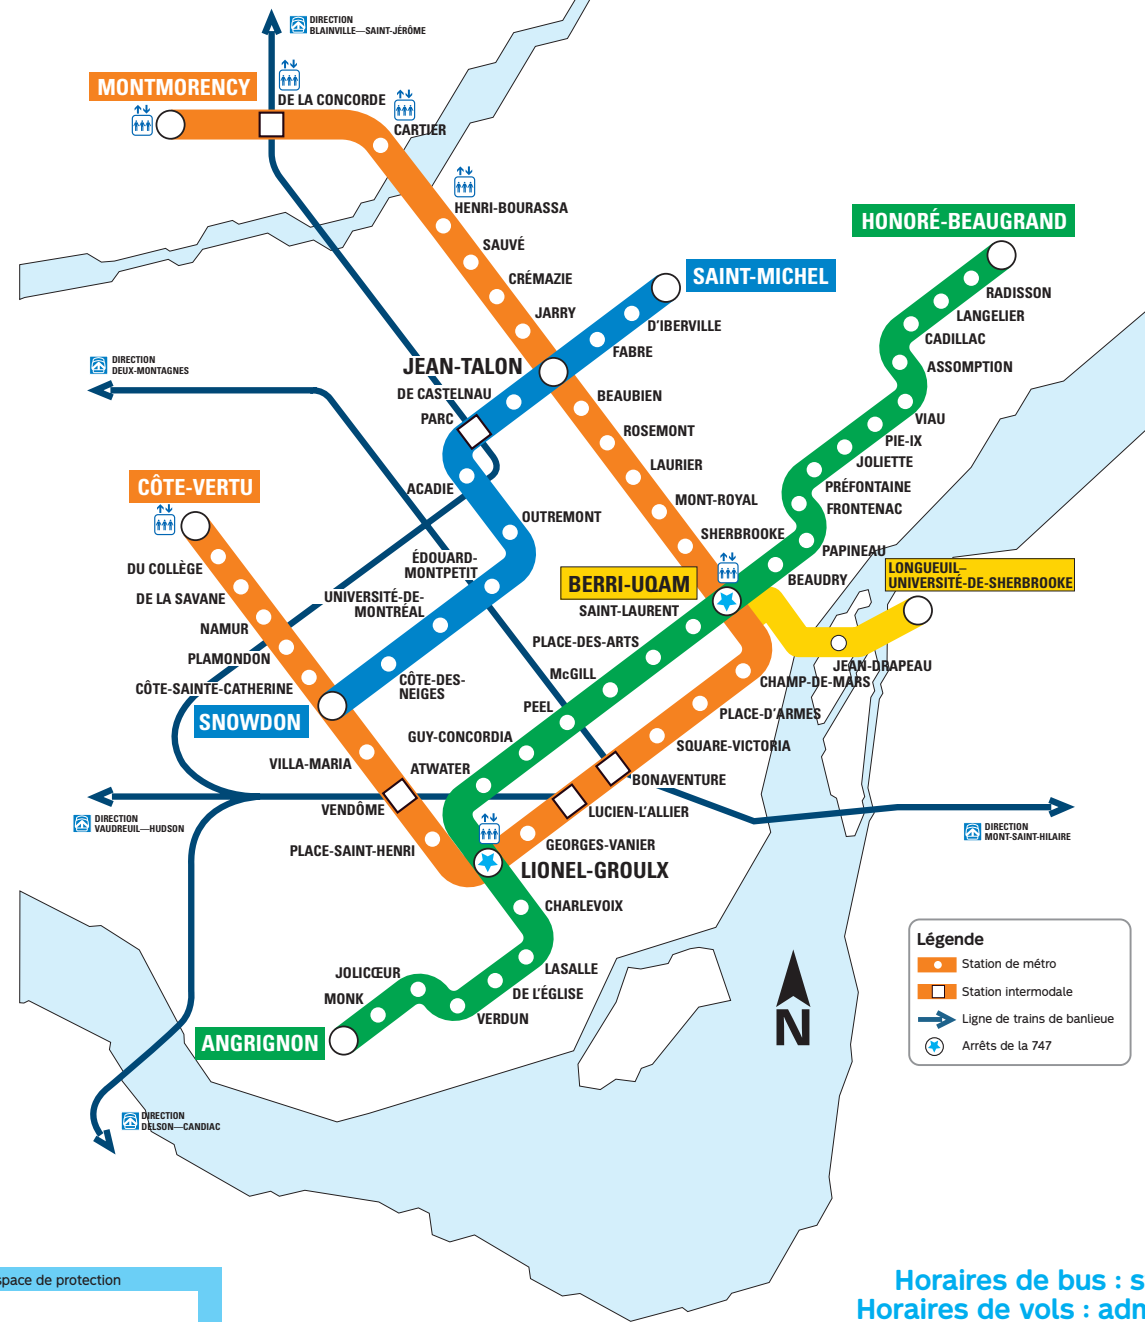 DIRECTION
BLAINVILLE—SAINT-JÉRÔME
MONTMORENCY
DE LA CONCORDE
CARTIER
HENRI-BOURASSA
SAUVÉ
CRÉMAZIE
JARRY
HONORÉ-BEAUGRAND
RADISSON
LANGELIER
CADILLAC
ASSOMPTION
VIAU
PIE-IX
JOLIETTE
PRÉFONTAINE
FRONTENAC
PAPINEAU
BEAUDRY
SAINT-MICHEL
D'IBERVILLE
FABRE
JEAN-TALON
DE CASTELNAU
PARC
ACADIE
OUTREMONT
ÉDOUARD-
MONTPETIT
UNIVERSITÉ-DE-
MONTRÉAL
CÔTE-DES-
NEIGES
SNOWDON
DIRECTION
DEUX-MONTAGNES
BEAUBIEN
ROSEMONT
LAURIER
MONT-ROYAL
SHERBROOKE
BERRI-UQAM
LONGUEUIL–
UNIVERSITÉ-DE-SHERBROOKE
JEAN-DRAPEAU
CÔTE-VERTU
DU COLLÈGE
DE LA SAVANE
NAMUR
PLAMONDON
CÔTE-SAINTE-CATHERINE
VILLA-MARIA
VENDÔME
PLACE-SAINT-HENRI
SAINT-LAURENT
PLACE-DES-ARTS
McGILL
PEEL
GUY-CONCORDIA
ATWATER
CHAMP-DE-MARS
PLACE-D'ARMES
SQUARE-VICTORIA
BONAVENTURE
LUCIEN-L'ALLIER
GEORGES-VANIER
LIONEL-GROULX
DIRECTION
VAUDREUIL—HUDSON
DIRECTION
MONT-SAINT-HILAIRE
CHARLEVOIX
LASALLE
DE L'ÉGLISE
VERDUN
JOLICŒUR
MONK
ANGRIGNON
DIRECTION
DELSON—CANDIAC
N
Légende
Station de métro
Station intermodale
Ligne de trains de banlieue
Arrêts de la 747
space de protection
Horaires de bus : s
Horaires de vols : adm